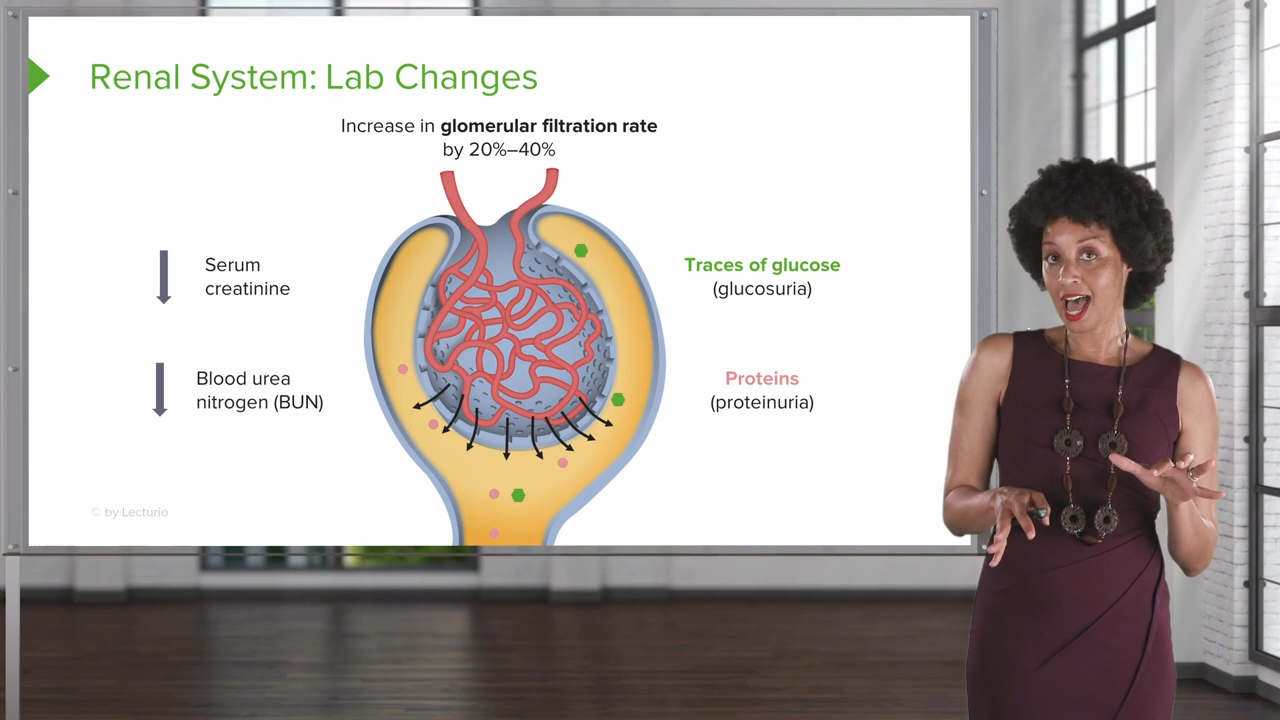 Renal System: Lab Changes
Increase in glomerular filtration rate
by 20%–40%
Serum
creatinine
Blood urea
nitrogen (BUN)
Traces of glucose
(glucosuria)
Proteins
(proteinuria)
© by Lecturio